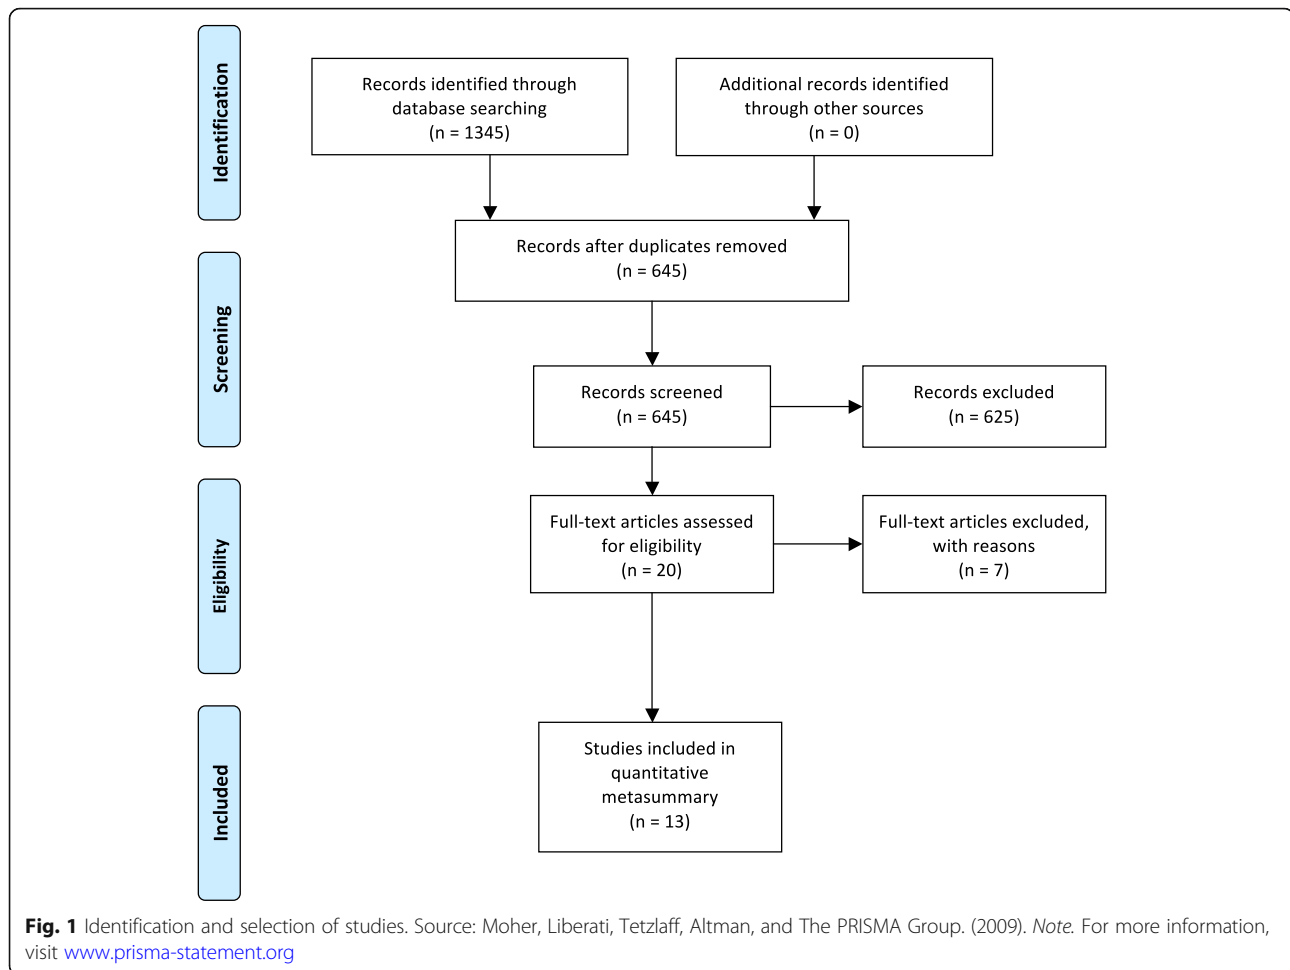 Identification
Records identified through
database searching
(n = 1345)
Additional records identified
through other sources
(n = 0)
Records after duplicates removed
(n = 645)
Screening
Records screened
(n = 645)
Records excluded
(n = 625)
Eligibility
Full-text articles assessed
for eligibility
(n = 20)
Full-text articles excluded,
with reasons
(n = 7)
Included
Studies included in
quantitative
metasummary
(n = 13)
Fig. 1 Identification and selection of studies. Source: Moher, Liberati, Tetzlaff, Altman, and The PRISMA Group. (2009). Note. For more information,
visit www.prisma-statement.org